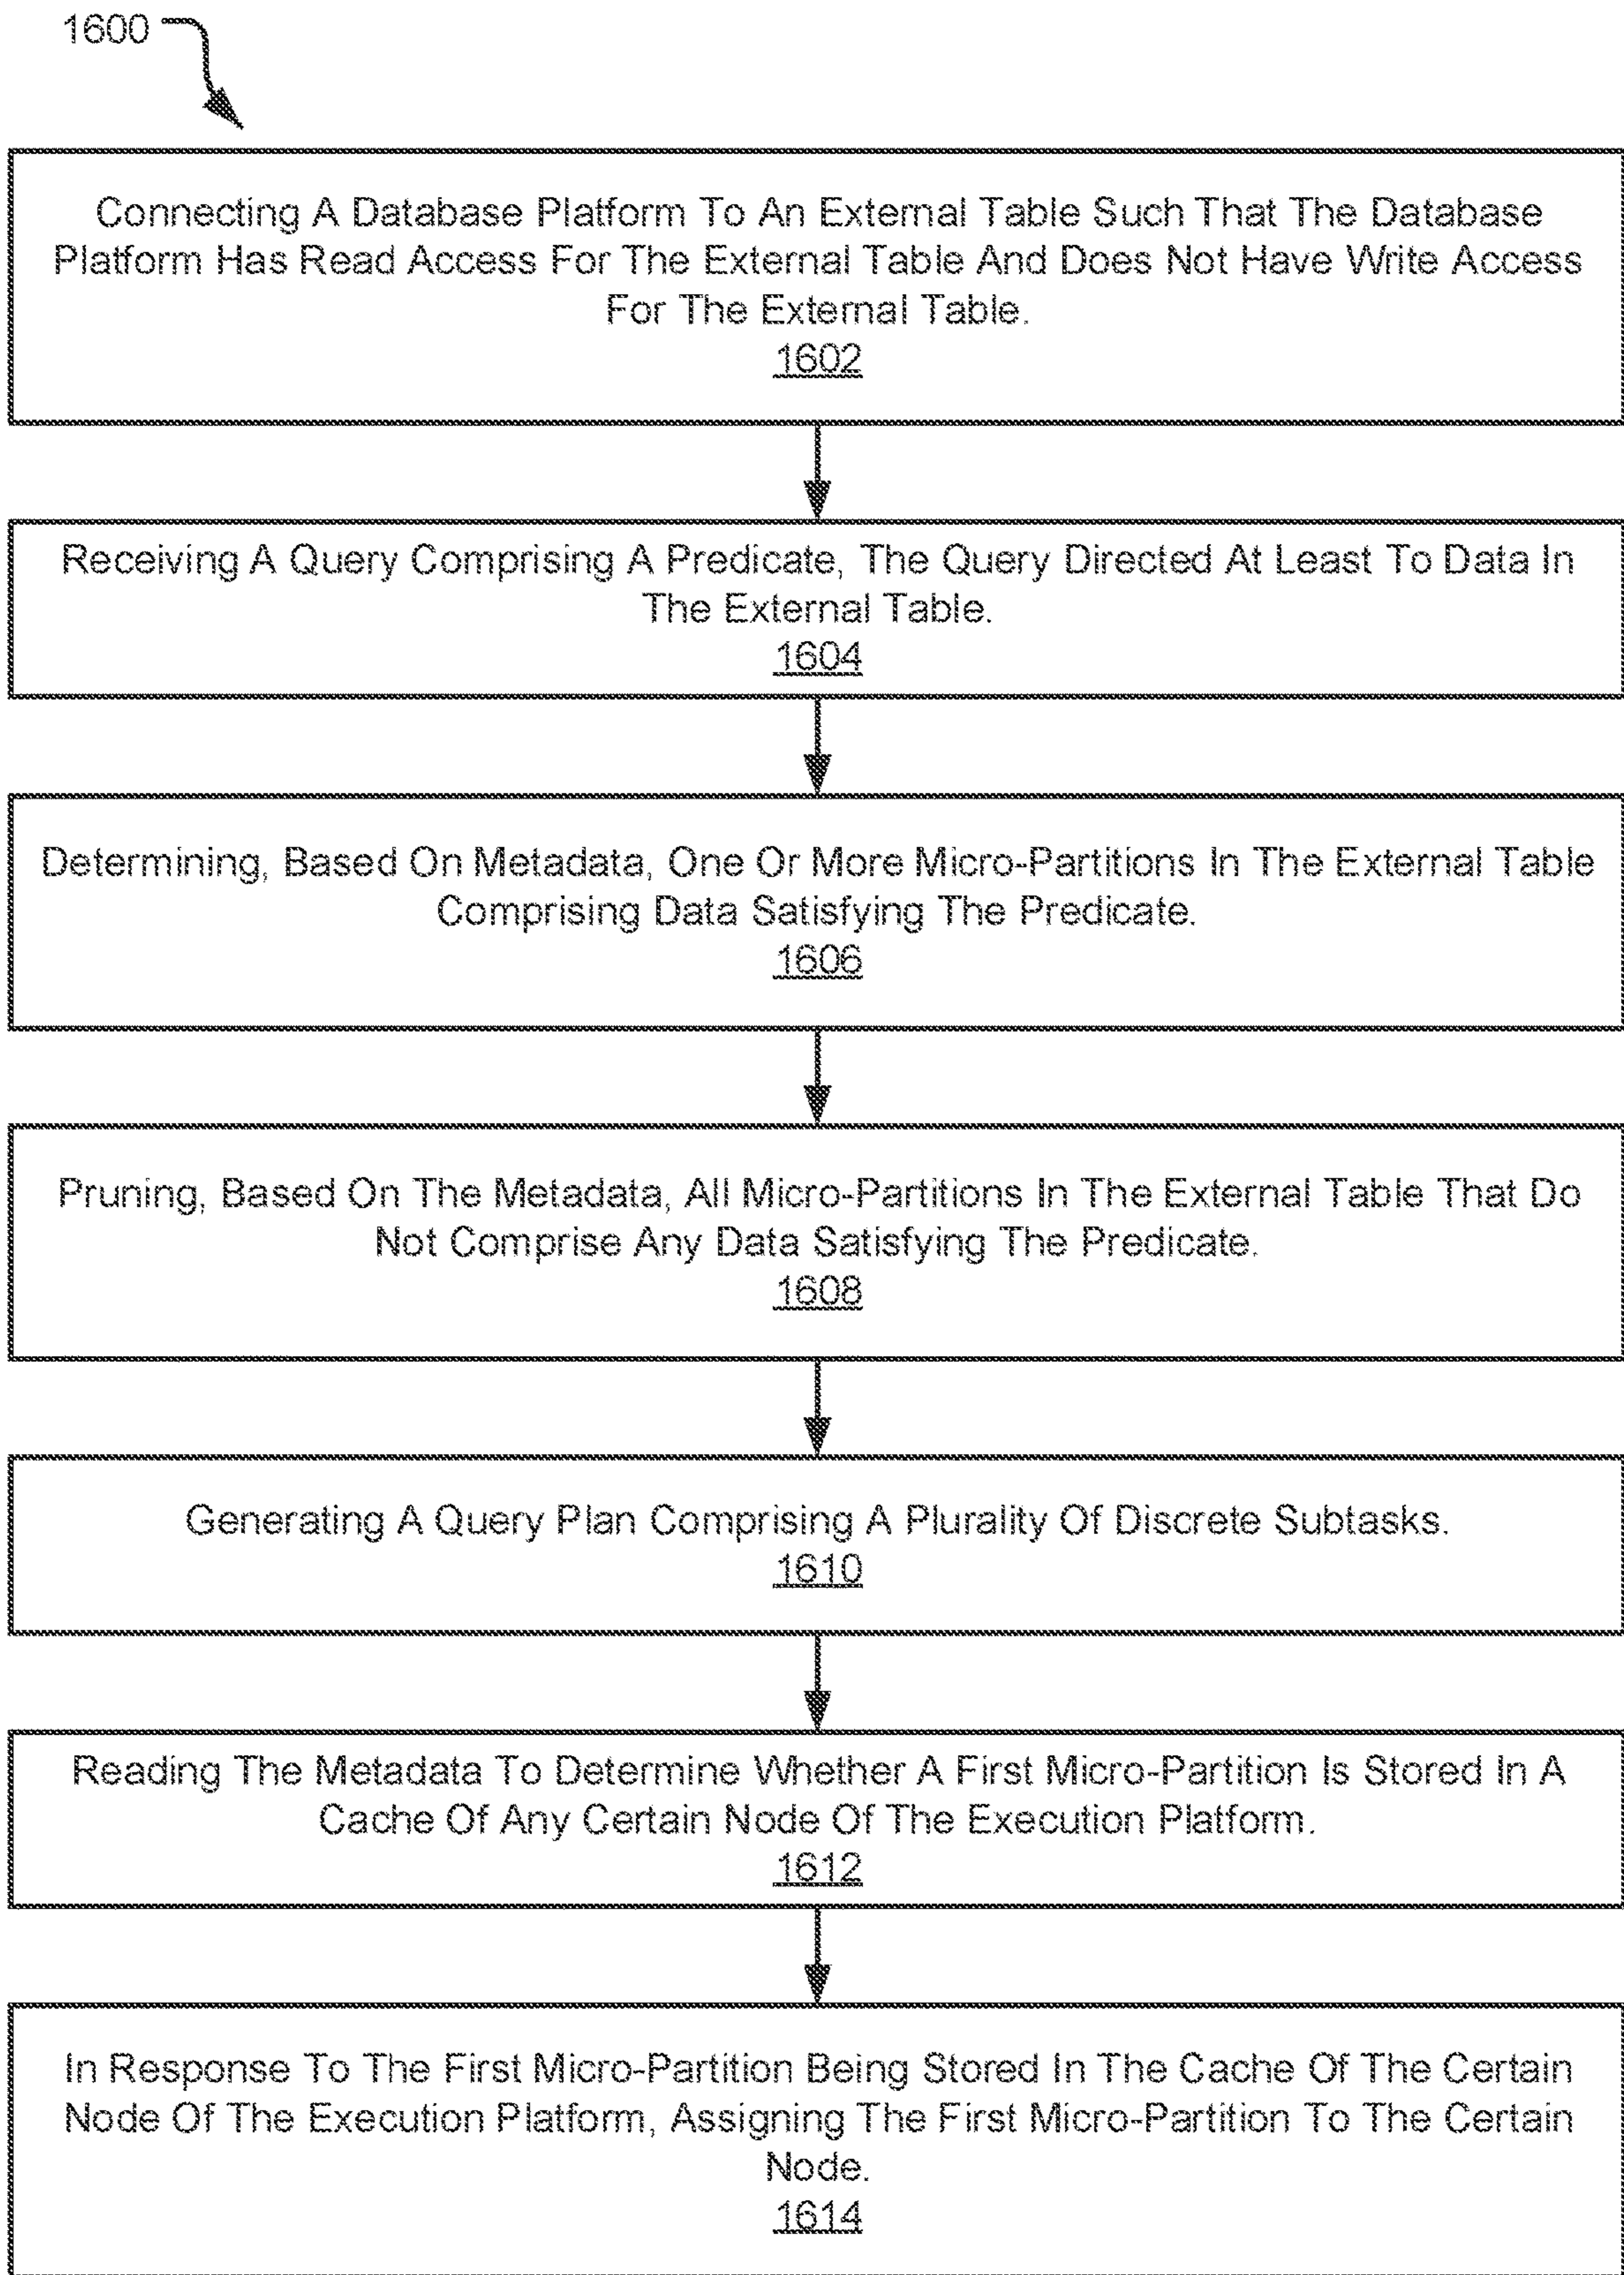 1600
Connecting A Database Platform To An External Table Such That The Database
Platform Has Read Access For The External Table And Does Not Have Write Access
For The External Table.
1602
Receiving A Query Comprising A Predicate, The Query Directed At Least To Data In
The External Table.
1604
Determining, Based On Metadata, One Or More Micro-Partitions In The External Table
Comprising Data Satisfying The Predicate.
1606
Pruning, Based On The Metadata, All Micro-Partitions In The External Table That Do
Not Comprise Any Data Satisfying The Predicate.
1608
Generating A Query Plan Comprising A Plurality Of Discrete Subtasks.
1610
Reading The Metadata To Determine Whether A First Micro-Partition Is Stored In A
Cache Of Any Certain Node Of The Execution Platform.
1612
In Response To The First Micro-Partition Being Stored In The Cache Of The Certain
Node Of The Execution Platform, Assigning The First Micro-Partition To The Certain
Node.
1614